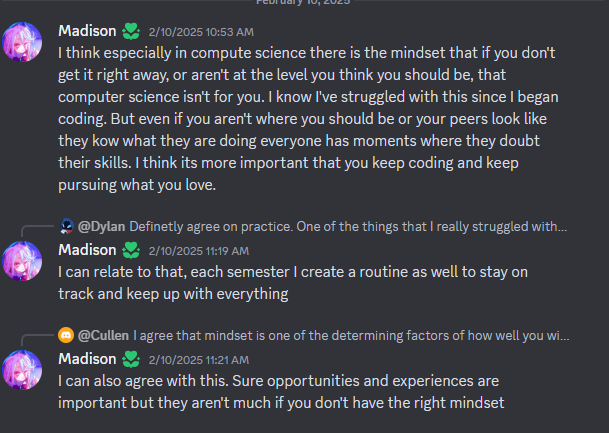 February 10, 2025
Madison 2/10/2025 10:53 AM
I think especially in compute science there is the mindset that if you don't
get it right away, or aren't at the level you think you should be, that
computer science isn't for you. I know I've struggled with this since I began
coding. But even if you aren't where you should be or your peers look like
they kow what they are doing everyone has moments where they doubt
their skills. I think its more important that you keep coding and keep
pursuing what you love.
@Dylan Definetly agree on practice. One of the things that I really struggled with...
Madison 2/10/2025 11:19 AM
I can relate to that, each semester I create a routine as well to stay on
track and keep up with everything
@Cullen I agree that mindset is one of the determining factors of how well you wi...
Madison 2/10/2025 11:21 AM
I can also agree with this. Sure opportunities and experiences are
important but they aren't much if you don't have the right mindset